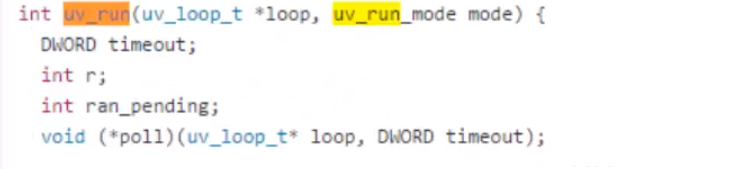 int uv_run(uv_loop_t *loop, uv_run_mode mode) {
DWORD timeout;
int r;
int ran_pending;
void (*poll)(uv_loop_t* loop, DWORD timeout);